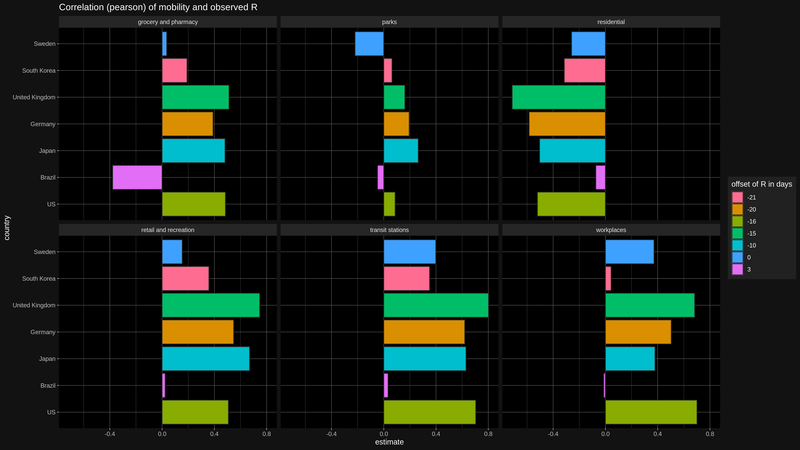 Correlation (pearson) of mobility and observed R
grocery and pharmacy
parks
residential
Sweden
South Korea
United Kingdom
Germany
Japan
Brazil
US
retail and recreation
transit stations
workplaces
Sweden
South Korea
United Kingdom
Germany
Japan
Brazil
US
-0.4 0.0 0.4 0.8
-0.4 0.0 0.4 0.8
-0.4 0.0 0.4 0.8
estimate
country
offset of R in days
-21
-20
-16
-15
-10
0
3